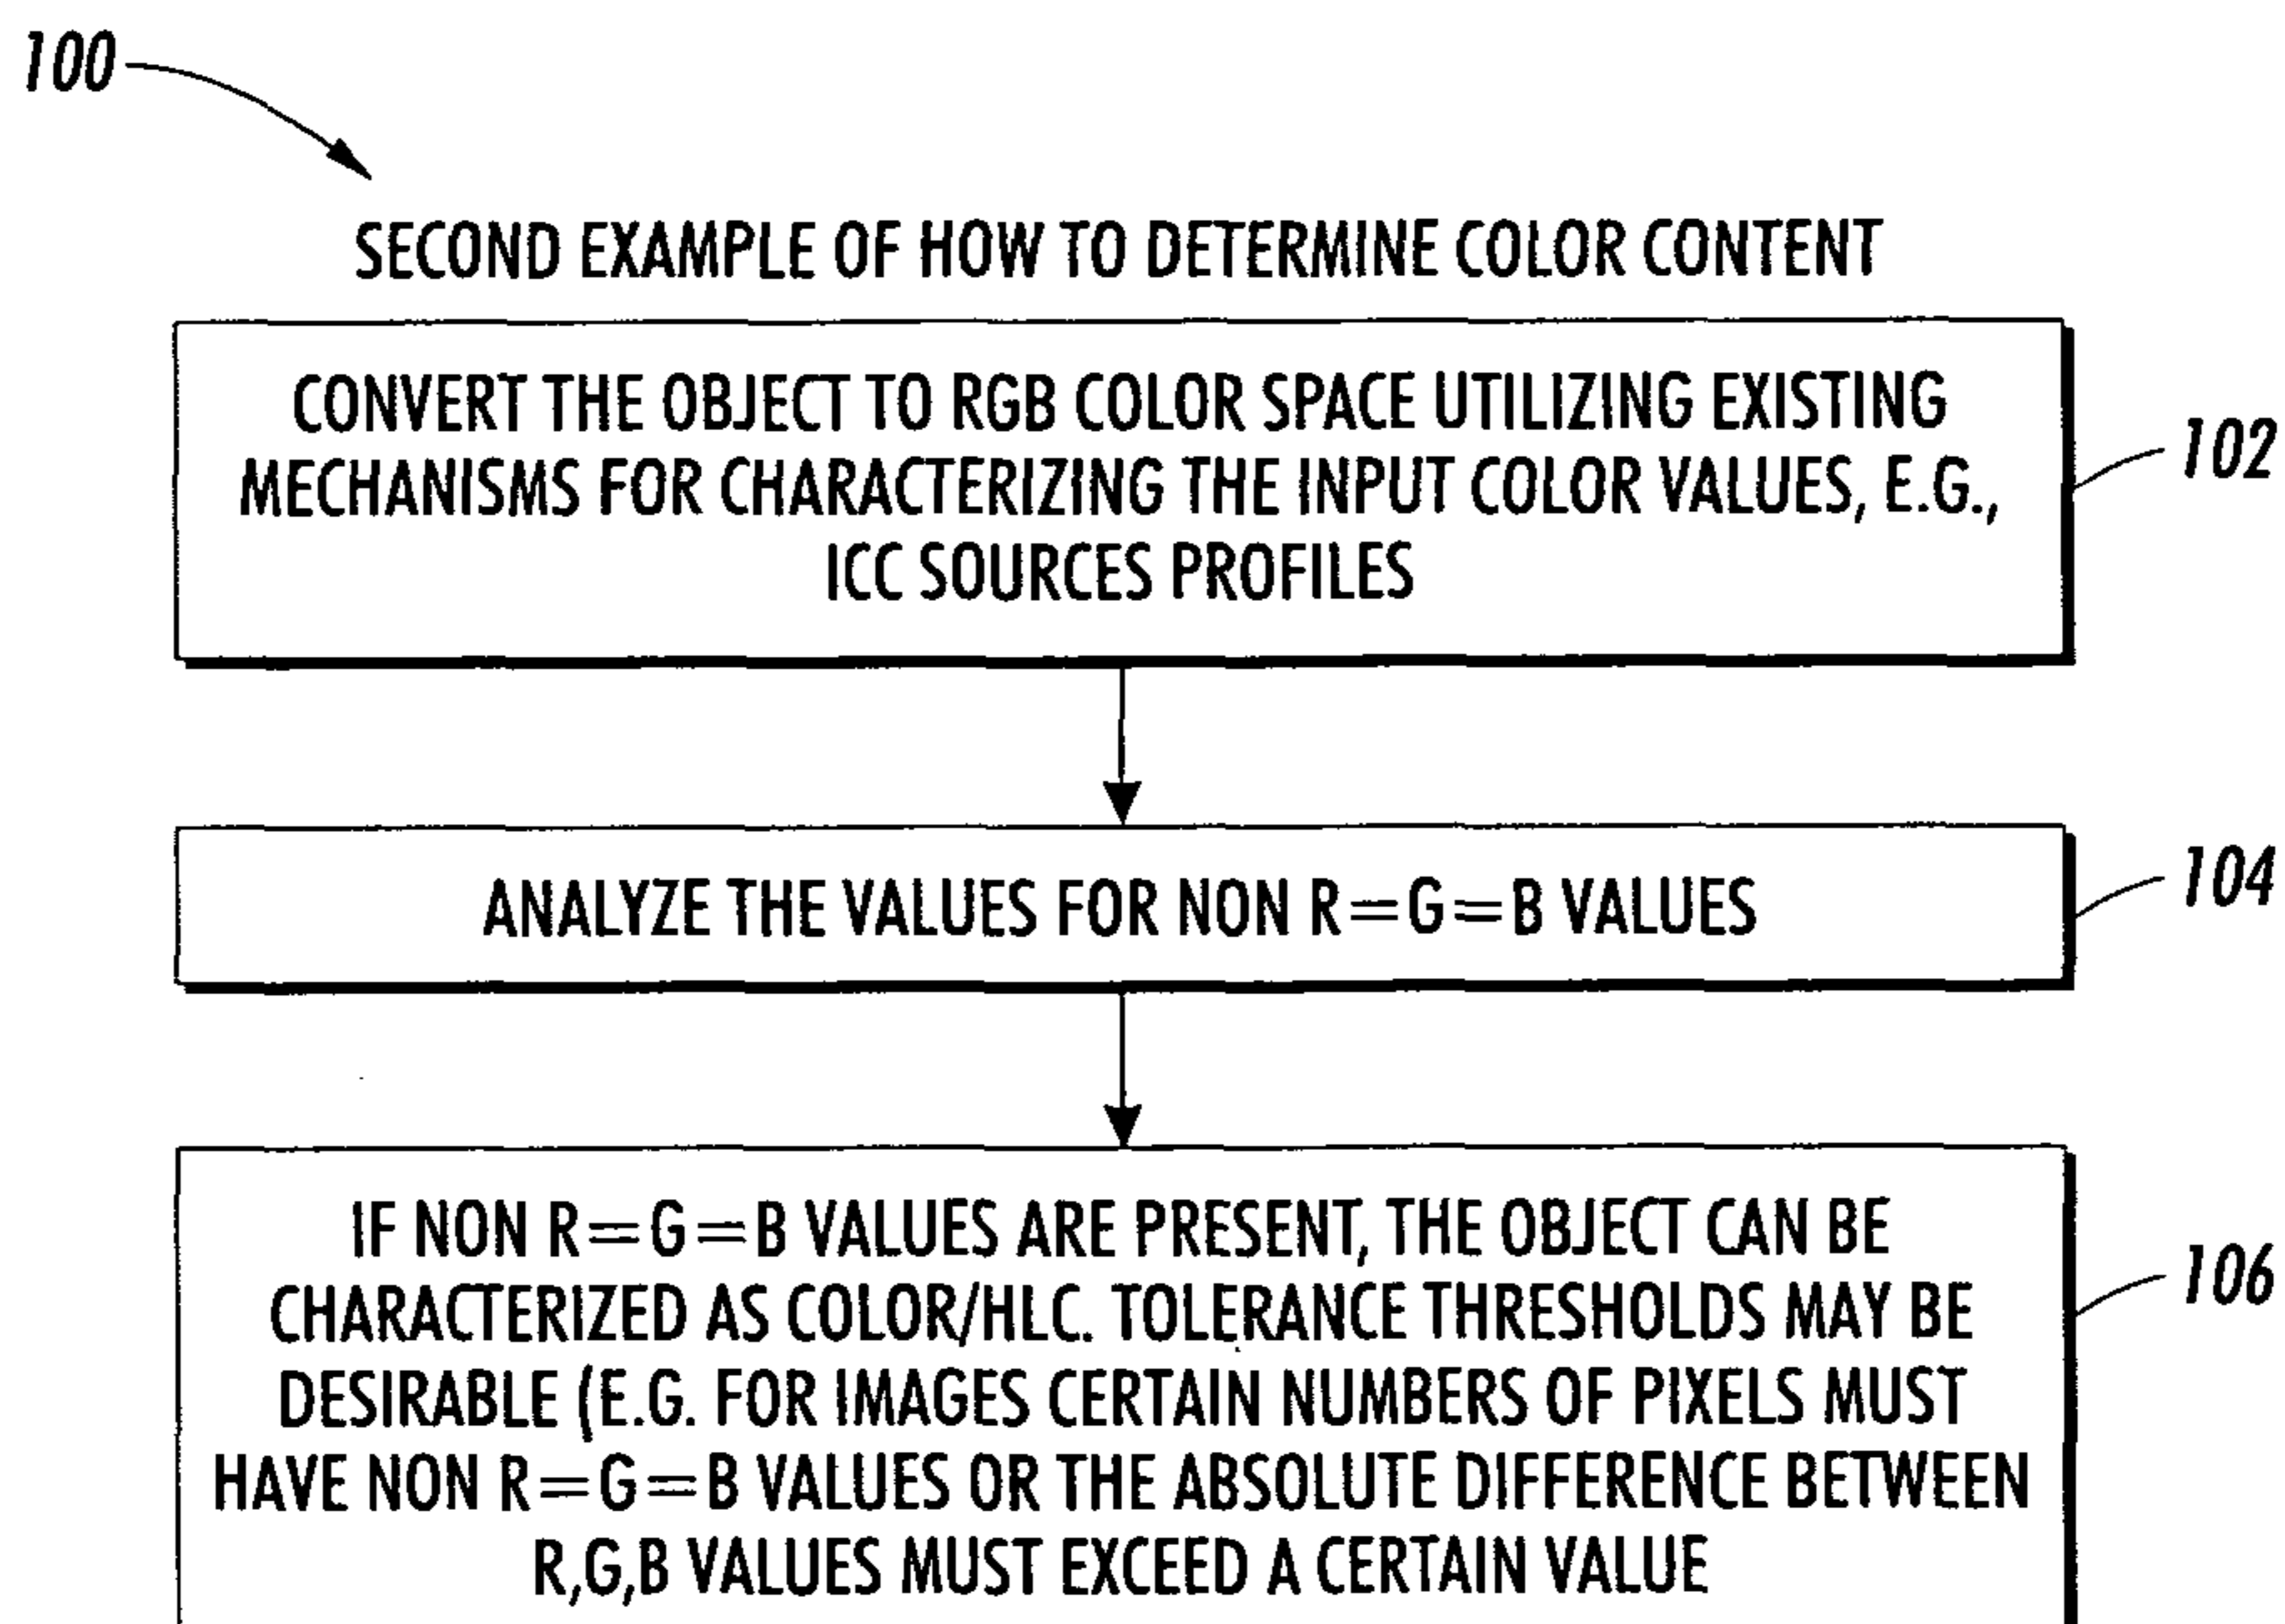 100
SECOND EXAMPLE OF HOW TO DETERMINE COLOR CONTENT
CONVERT THE OBJECT TO RGB COLOR SPACE UTILIZING EXISTING
MECHANISMS FOR CHARACTERIZING THE INPUT COLOR VALUES, E.G.,
ICC SOURCES PROFILES
102
ANALYZE THE VALUES FOR NON R=G=B VALUES
104
IF NON R=G=B VALUES ARE PRESENT, THE OBJECT CAN BE
CHARACTERIZED AS COLOR/HLC. TOLERANCE THRESHOLDS MAY BE
DESIRABLE (E.G. FOR IMAGES CERTAIN NUMBERS OF PIXELS MUST
HAVE NON R=G=B VALUES OR THE ABSOLUTE DIFFERENCE BETWEEN
R,G,B VALUES MUST EXCEED A CERTAIN VALUE
106